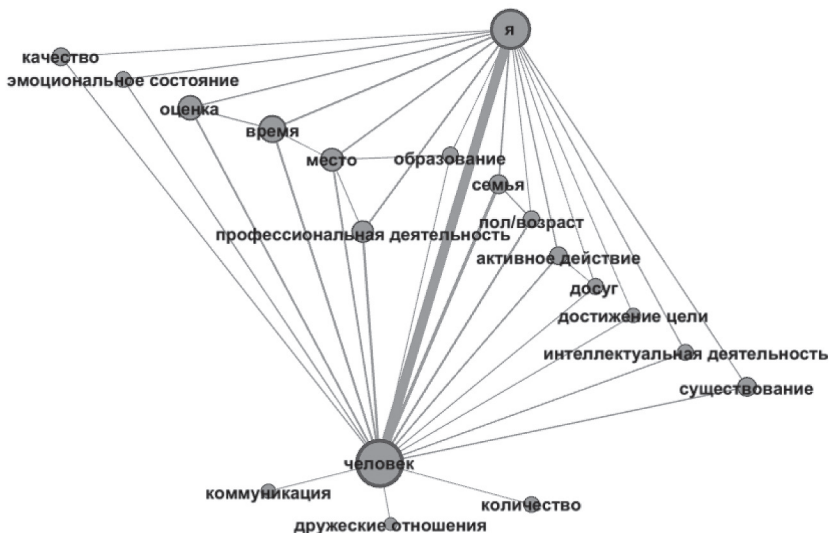 я
качество
эмоциональное состояние
оценка
время
место
образование
семья
пол/возраст
профессиональная деятельность
активное действие
досуг
достижение цели
интеллектуальная деятельность
существование
человек
коммуникация
количество
дружеские отношения